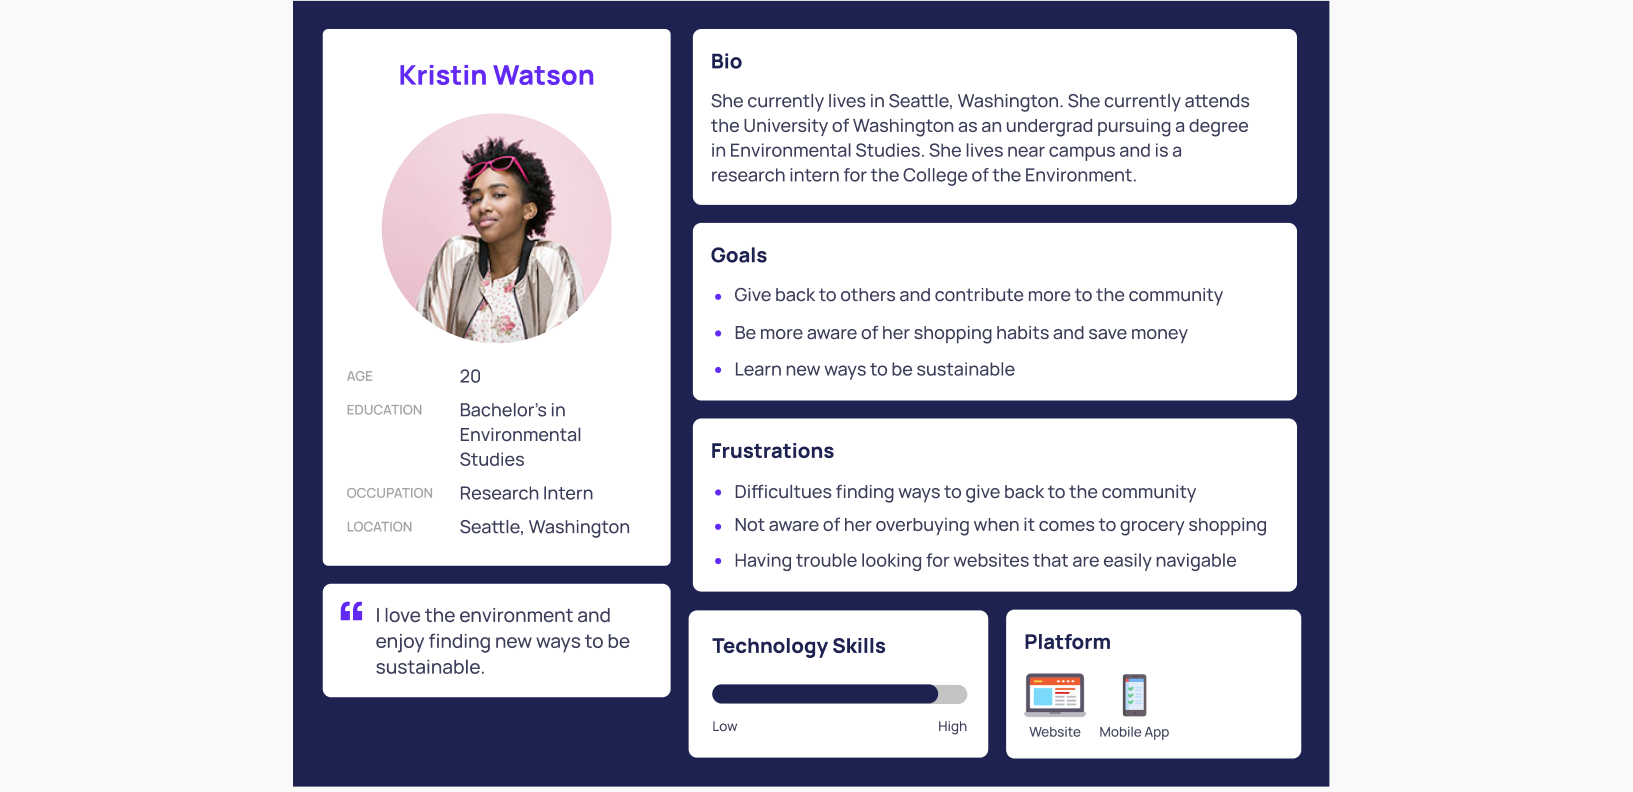 Kristin Watson
AGE 20
EDUCATION Bachelor's in
Environmental
Studies
OCCUPATION Research Intern
LOCATION Seattle, Washington
“ I love the environment and
enjoy finding new ways to be
sustainable.
Bio
She currently lives in Seattle, Washington. She currently attends
the University of Washington as an undergrad pursuing a degree
in Environmental Studies. She lives near campus and is a
research intern for the College of the Environment.
Goals
• Give back to others and contribute more to the community
• Be more aware of her shopping habits and save money
• Learn new ways to be sustainable
Frustrations
• Difficultues finding ways to give back to the community
• Not aware of her overbuying when it comes to grocery shopping
• Having trouble looking for websites that are easily navigable
Technology Skills
Low High
Platform
Website Mobile App